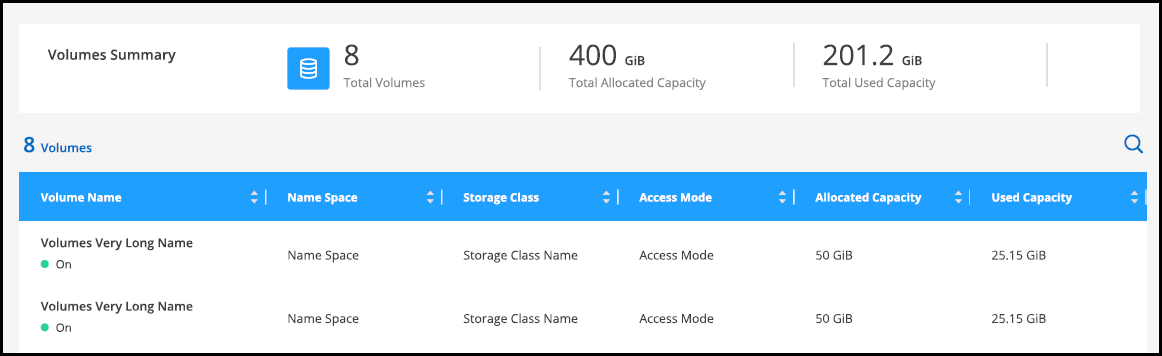 Volumes Summary
8
Total Volumes
400 GiB
Total Allocated Capacity
201.2 GiB
Total Used Capacity
8 Volumes
Volume Name Name Space Storage Class Access Mode Allocated Capacity Used Capacity
Volumes Very Long Name
On
Name Space Storage Class Name Access Mode 50 GiB 25.15 GiB
Volumes Very Long Name
On
Name Space Storage Class Name Access Mode 50 GiB 25.15 GiB